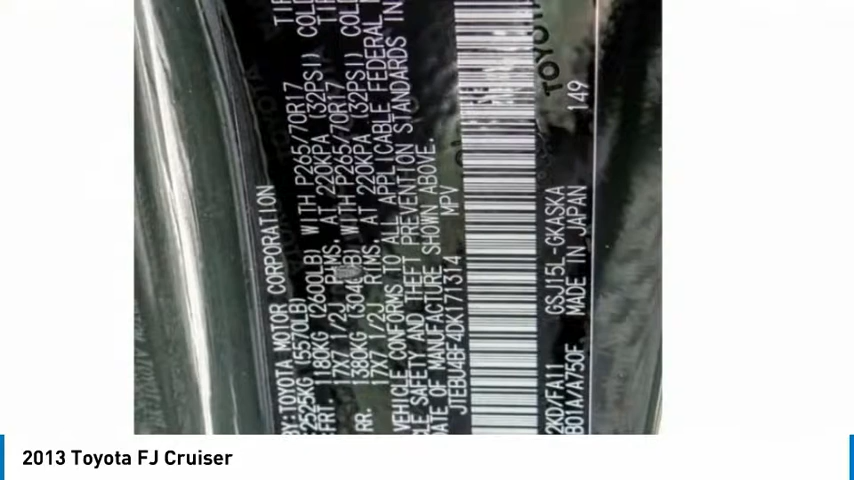 BY:TOYOTA MOTOR CORPORATION
2525KG (5570LB)
FRT. 1180KG (2600LB) WITH P265/70R17
17X7 1/2J RIMS. AT 220KPA (32PSI) COLD
RR. 1380KG WITH P265/70R17
17X7 1/2J RIMS. AT 220KPA (32PSI) COLD
VEHICLE CONFORMS TO ALL APPLICABLE FEDERAL
SAFETY AND THEFT PREVENTION STANDARDS IN
DATE OF MANUFACTURE SHOWN ABOVE.
JTEBU4BF4DK171314 MPV
TOYOTA
2KD/FA11 GSJ15L-GKASKA
B01A/A750F MADE IN JAPAN 149
2013 Toyota FJ Cruiser